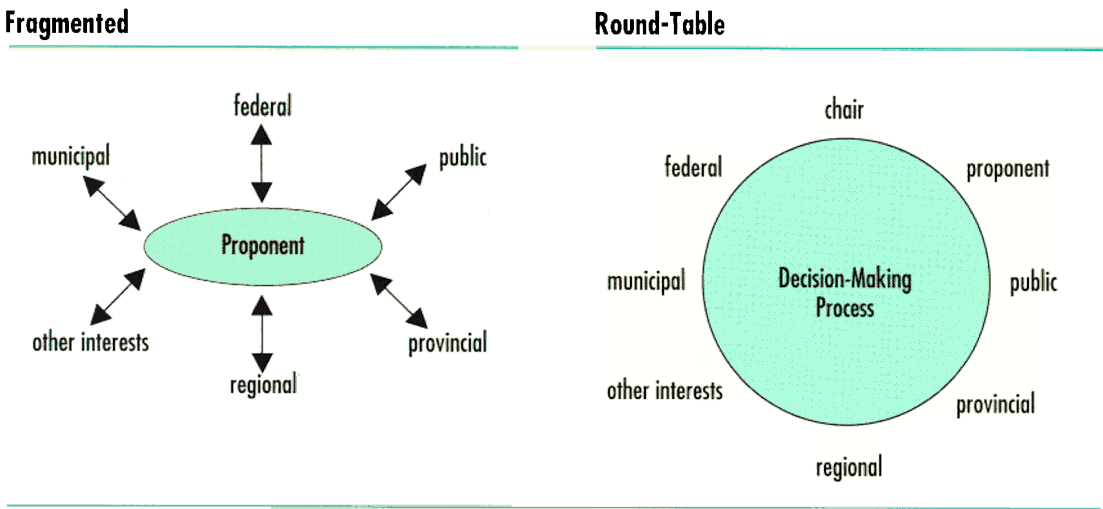 Fragmented
federal
municipal
public
Proponent
other interests
provincial
regional
Round-Table
chair
federal
proponent
municipal
Decision-Making
Process
public
other interests
provincial
regional